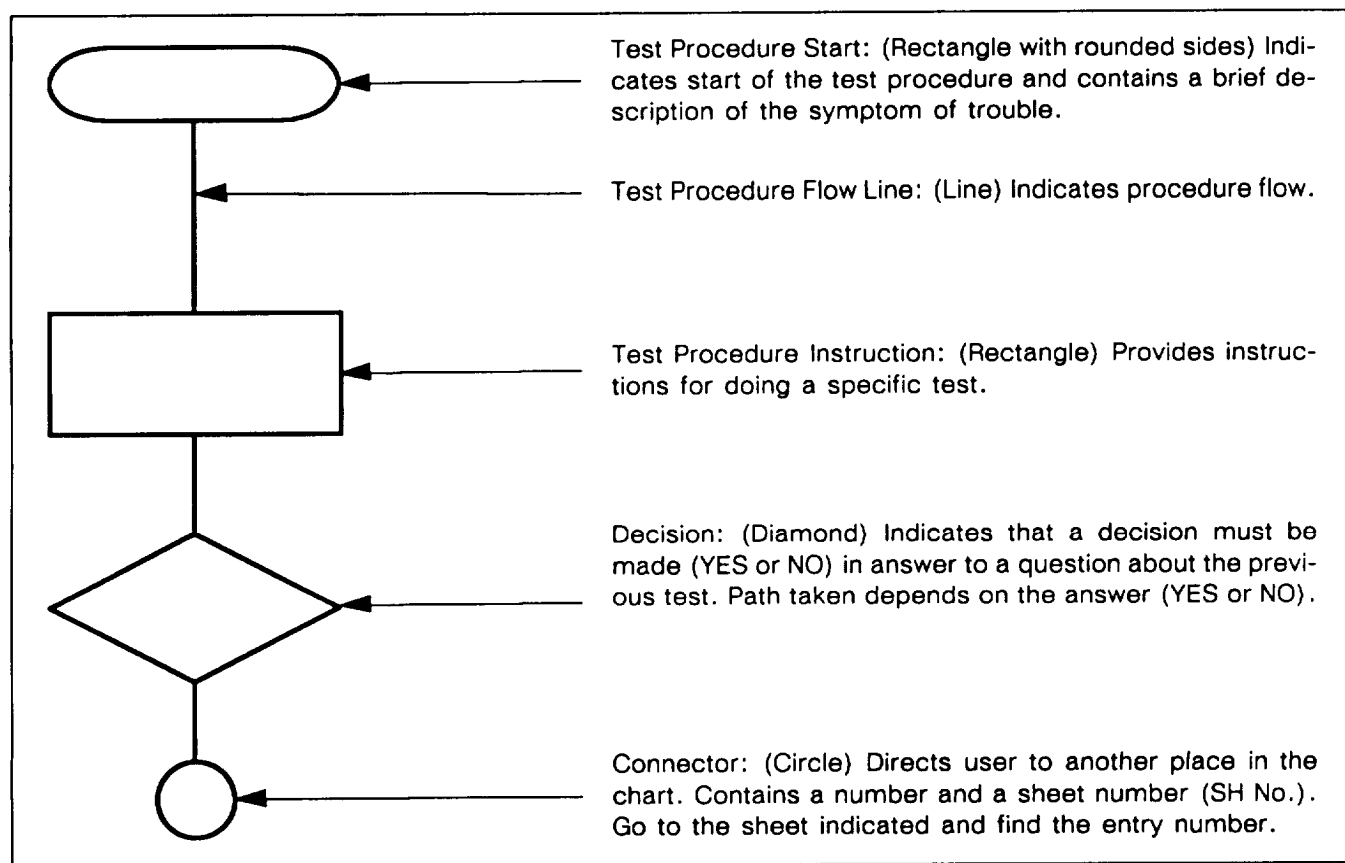 Test Procedure Start: (Rectangle with rounded sides) Indi-
cates start of the test procedure and contains a brief de-
scription of the symptom of trouble.
Test Procedure Flow Line: (Line) Indicates procedure flow.
Test Procedure Instruction: (Rectangle) Provides instruc-
tions for doing a specific test.
Decision: (Diamond) Indicates that a decision must be
made (YES or NO) in answer to a question about the previ-
ous test. Path taken depends on the answer (YES or NO).
Connector: (Circle) Directs user to another place in the
chart. Contains a number and a sheet number (SH No.).
Go to the sheet indicated and find the entry number.